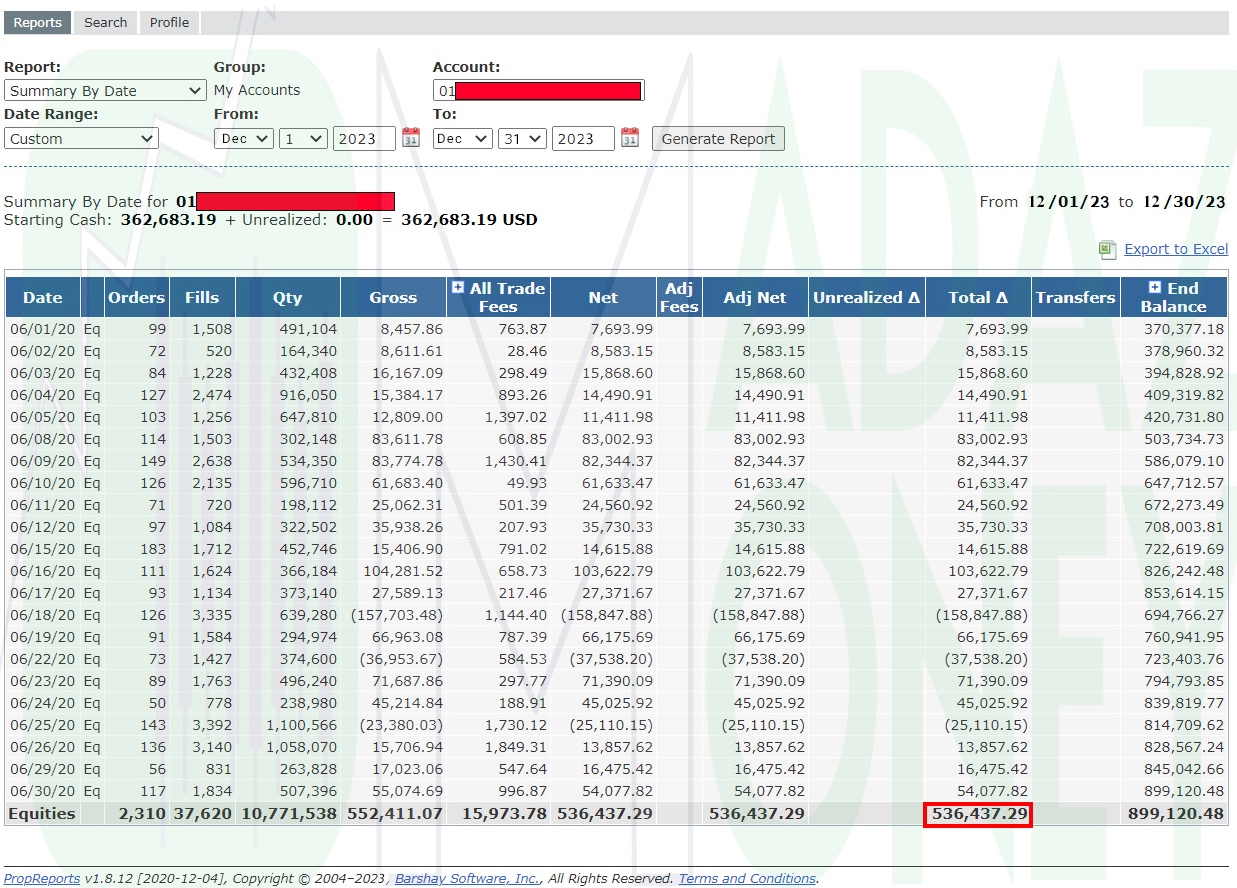 Reports Search Profile
Report: Group: Account:
Summary By Date My Accounts 01
Date Range: From: To:
Custom Dec 1 2023 31 Dec 31 2023 31 Generate Report
Summary By Date for 01 From 12/01/23 to 12/30/23
Starting Cash: 362,683.19 + Unrealized: 0.00 = 362,683.19 USD
Export to Excel
Date Orders Fills Qty Gross All Trade Fees Net Adj Fees Adj Net Unrealized Δ Total Δ Transfers End Balance
06/01/20 Eq 99 1,508 491,104 8,457.86 763.87 7,693.99 7,693.99 7,693.99 370,377.18
06/02/20 Eq 72 520 164,340 8,611.61 28.46 8,583.15 8,583.15 8,583.15 378,960.32
06/03/20 Eq 84 1,228 432,408 16,167.09 298.49 15,868.60 15,868.60 15,868.60 394,828.92
06/04/20 Eq 127 2,474 916,050 15,384.17 893.26 14,490.91 14,490.91 14,490.91 409,319.82
06/05/20 Eq 103 1,256 647,810 12,809.00 1,397.02 11,411.98 11,411.98 11,411.98 420,731.80
06/08/20 Eq 114 1,503 302,148 83,611.78 608.85 83,002.93 83,002.93 83,002.93 503,734.73
06/09/20 Eq 149 2,638 534,350 83,774.78 1,430.41 82,344.37 82,344.37 82,344.37 586,079.10
06/10/20 Eq 126 2,135 596,710 61,683.40 49.93 61,633.47 61,633.47 61,633.47 647,712.57
06/11/20 Eq 71 720 198,112 25,062.31 501.39 24,560.92 24,560.92 24,560.92 672,273.49
06/12/20 Eq 97 1,084 322,502 35,938.26 207.93 35,730.33 35,730.33 35,730.33 708,003.81
06/15/20 Eq 183 1,712 452,746 15,406.90 791.02 14,615.88 14,615.88 14,615.88 722,619.69
06/16/20 Eq 111 1,624 366,184 104,281.52 658.73 103,622.79 103,622.79 103,622.79 826,242.48
06/17/20 Eq 93 1,134 373,140 27,589.13 217.46 27,371.67 27,371.67 27,371.67 853,614.15
06/18/20 Eq 126 3,335 639,280 (157,703.48) 1,144.40 (158,847.88) (158,847.88) (158,847.88) 694,766.27
06/19/20 Eq 91 1,584 294,974 66,963.08 787.39 66,175.69 66,175.69 66,175.69 760,941.95
06/22/20 Eq 73 1,427 374,600 (36,953.67) 584.53 (37,538.20) (37,538.20) (37,538.20) 723,403.76
06/23/20 Eq 89 1,763 496,240 71,687.86 297.77 71,390.09 71,390.09 71,390.09 794,793.85
06/24/20 Eq 50 778 238,980 45,214.84 188.91 45,025.92 45,025.92 45,025.92 839,819.77
06/25/20 Eq 143 3,392 1,100,566 (23,380.03) 1,730.12 (25,110.15) (25,110.15) (25,110.15) 814,709.62
06/26/20 Eq 136 3,140 1,058,070 15,706.94 1,849.31 13,857.62 13,857.62 13,857.62 828,567.24
06/29/20 Eq 56 831 263,828 17,023.06 547.64 16,475.42 16,475.42 16,475.42 845,042.66
06/30/20 Eq 117 1,834 507,396 55,074.69 996.87 54,077.82 54,077.82 54,077.82 899,120.48
Equities 2,310 37,620 10,771,538 552,411.07 15,973.78 536,437.29 536,437.29 536,437.29 899,120.48
PropReports v1.8.12 [2020-12-04], Copyright © 2004–2023, Barshay Software, Inc., All Rights Reserved. Terms and Conditions.
MADAZ
MONEY